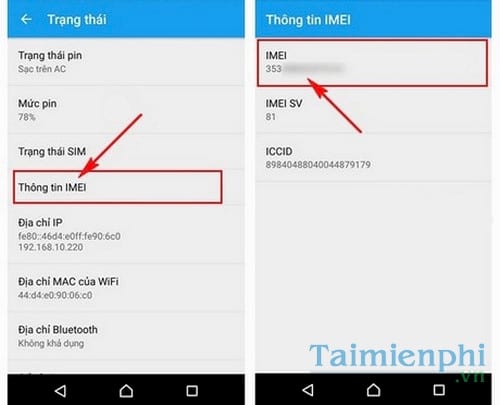 Trạng thái
Trạng thái pin
Sạc trên AC
Mức pin
78%
Trạng thái SIM
Thông tin IMEI
Địa chỉ IP
fe80::46d4:e0ff:fe90:6c0
192.168.10.220
Địa chỉ MAC của WiFi
44:d4:e0:90:06:c0
Địa chỉ Bluetooth
Không khả dụng
Thông tin IMEI
IMEI
353
IMEI SV
81
ICCID
89840488040044879179
Taimienphi
.vn